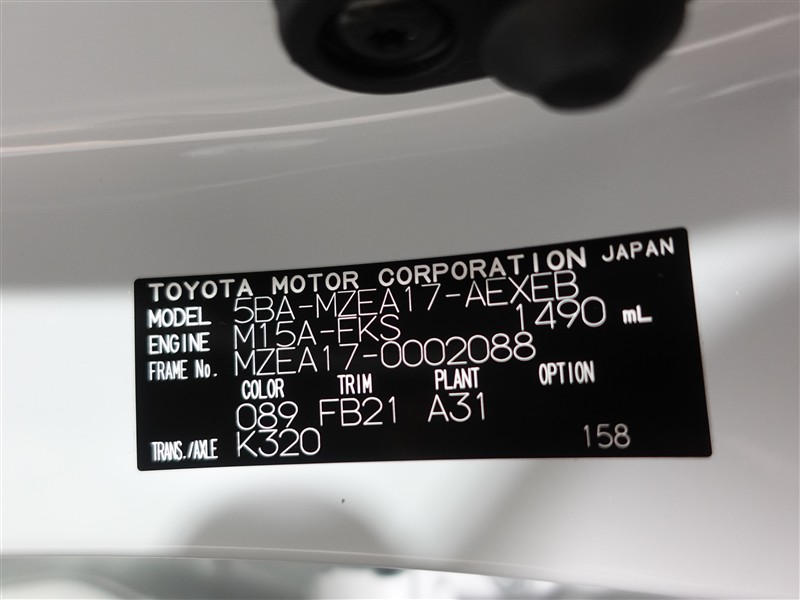 TOYOTA MOTOR CORPORATION JAPAN
MODEL 5BA-MZEA17-AEXEB
ENGINE M15A-FKS 1490 mL
FRAME No. MZEA17-0002088
COLOR TRIM PLANT OPTION
089 FB21 A31
TRANS./AXLE K320 158